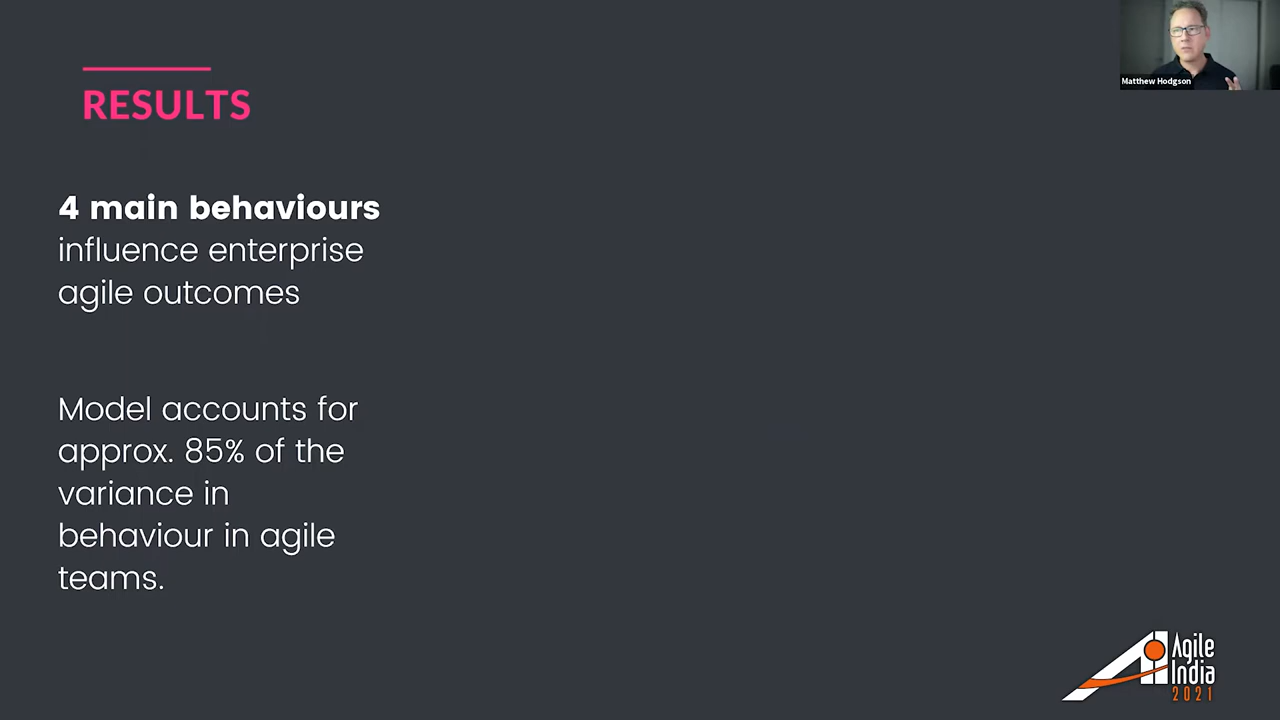 Matthew Hodgson
RESULTS
4 main behaviours
influence enterprise
agile outcomes
Model accounts for
approx. 85% of the
variance in
behaviour in agile
teams.
Agile
India
2021